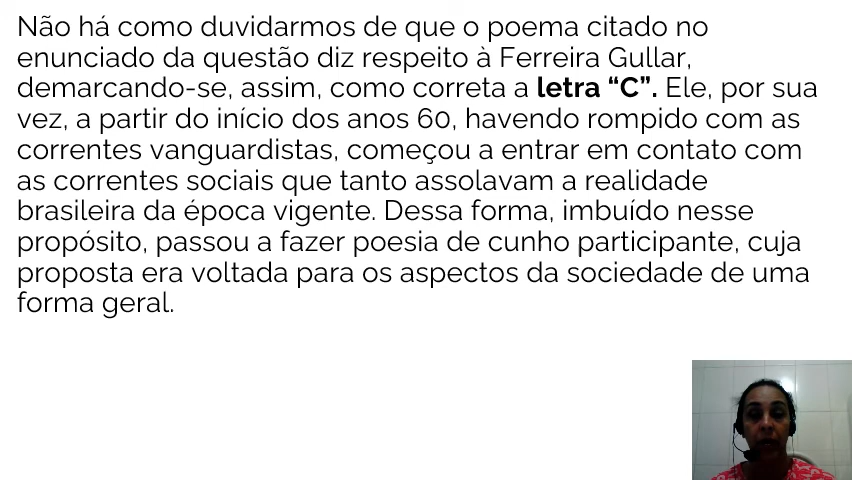 Não há como duvidarmos de que o poema citado no
enunciado da questão diz respeito à Ferreira Gullar,
demarcando-se, assim, como correta a letra “C”. Ele, por sua
vez, a partir do início dos anos 60, havendo rompido com as
correntes vanguardistas, começou a entrar em contato com
as correntes sociais que tanto assolavam a realidade
brasileira da época vigente. Dessa forma, imbuído nesse
propósito, passou a fazer poesia de cunho participante, cuja
proposta era voltada para os aspectos da sociedade de uma
forma geral.